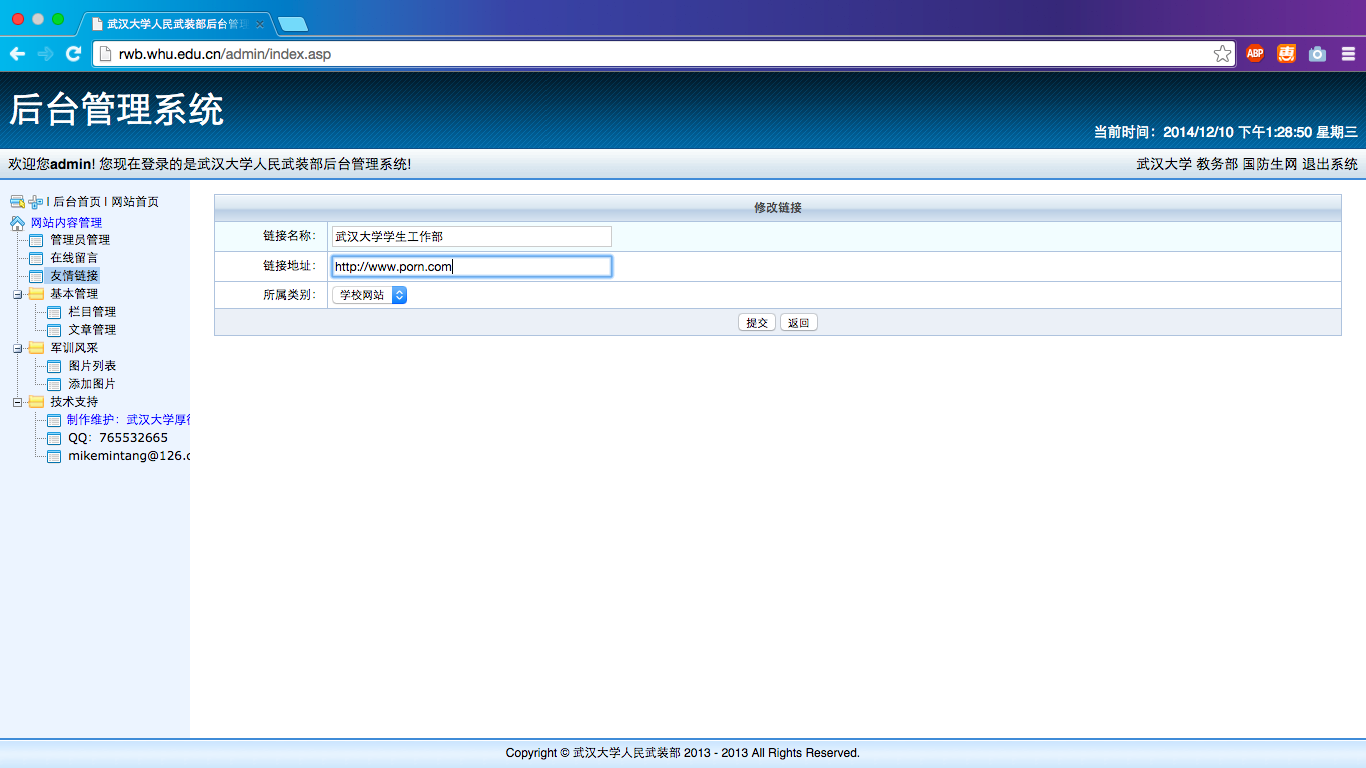 武汉大学人民武装部后台管理
rwb.whu.edu.cn/admin/index.asp
ABP
惠
后台管理系统
当前时间：2014/12/10 下午1:28:50 星期三
欢迎您admin! 您现在登录的是武汉大学人民武装部后台管理系统!
武汉大学 教务部 国防生网 退出系统
| 后台首页 | 网站首页
网站内容管理
管理员管理
在线留言
友情链接
基本管理
栏目管理
文章管理
军训风采
图片列表
添加图片
技术支持
制作维护：武汉大学厚
QQ：765532665
mikemintang@126.c
修改链接
链接名称：
武汉大学学生工作部
链接地址：
http://www.porn.com
所属类别：
学校网站
提交 返回
Copyright © 武汉大学人民武装部 2013 - 2013 All Rights Reserved.